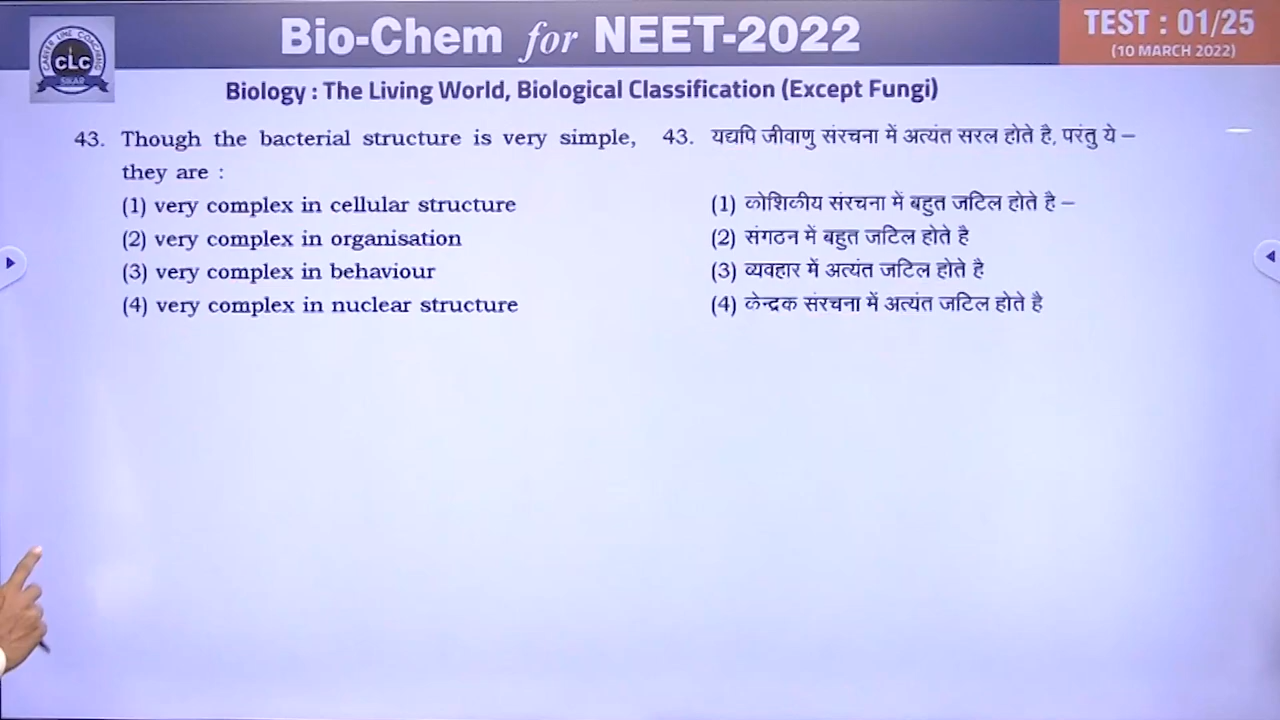 CAREER LINE COACHING
CLC
SIKAR
Bio-Chem for NEET-2022
TEST : 01/25
(10 MARCH 2022)
Biology : The Living World, Biological Classification (Except Fungi)
43. Though the bacterial structure is very simple,
they are :
(1) very complex in cellular structure
(2) very complex in organisation
(3) very complex in behaviour
(4) very complex in nuclear structure
43. यद्यपि जीवाणु संरचना में अत्यंत सरल होते है, परंतु ये –
(1) कोशिकीय संरचना में बहुत जटिल होते है –
(2) संगठन में बहुत जटिल होते है
(3) व्यवहार में अत्यंत जटिल होते है
(4) केन्द्रक संरचना में अत्यंत जटिल होते है